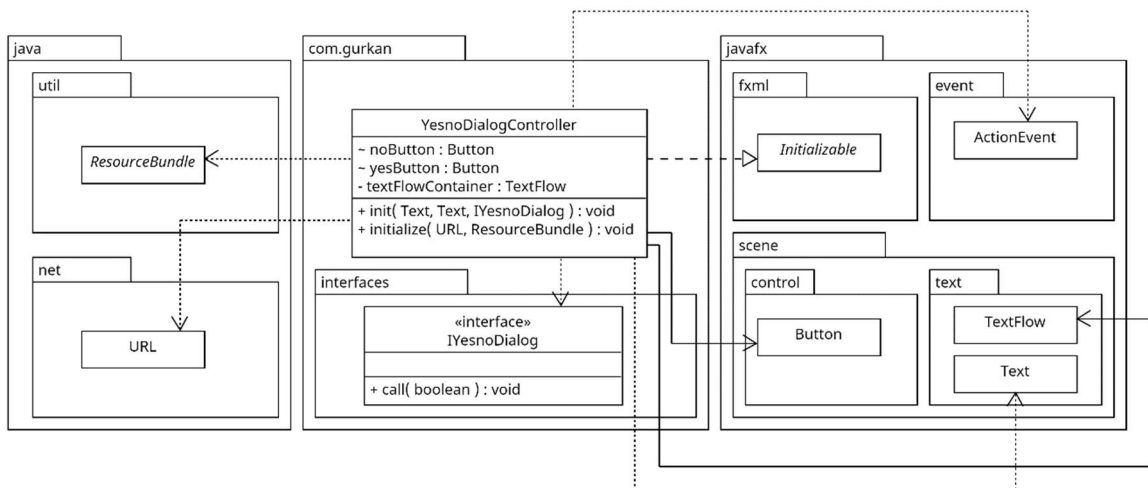 java
util
ResourceBundle
net
URL
com.gurkan
YesnoDialogController
~ noButton : Button
~ yesButton : Button
- textFlowContainer : TextFlow
+ init( Text, Text, IYesnoDialog ) : void
+ initialize( URL, ResourceBundle ) : void
interfaces
«interface»
IYesnoDialog
+ call( boolean ) : void
javafx
fxml
Initializable
event
ActionEvent
scene
control
Button
text
TextFlow
Text